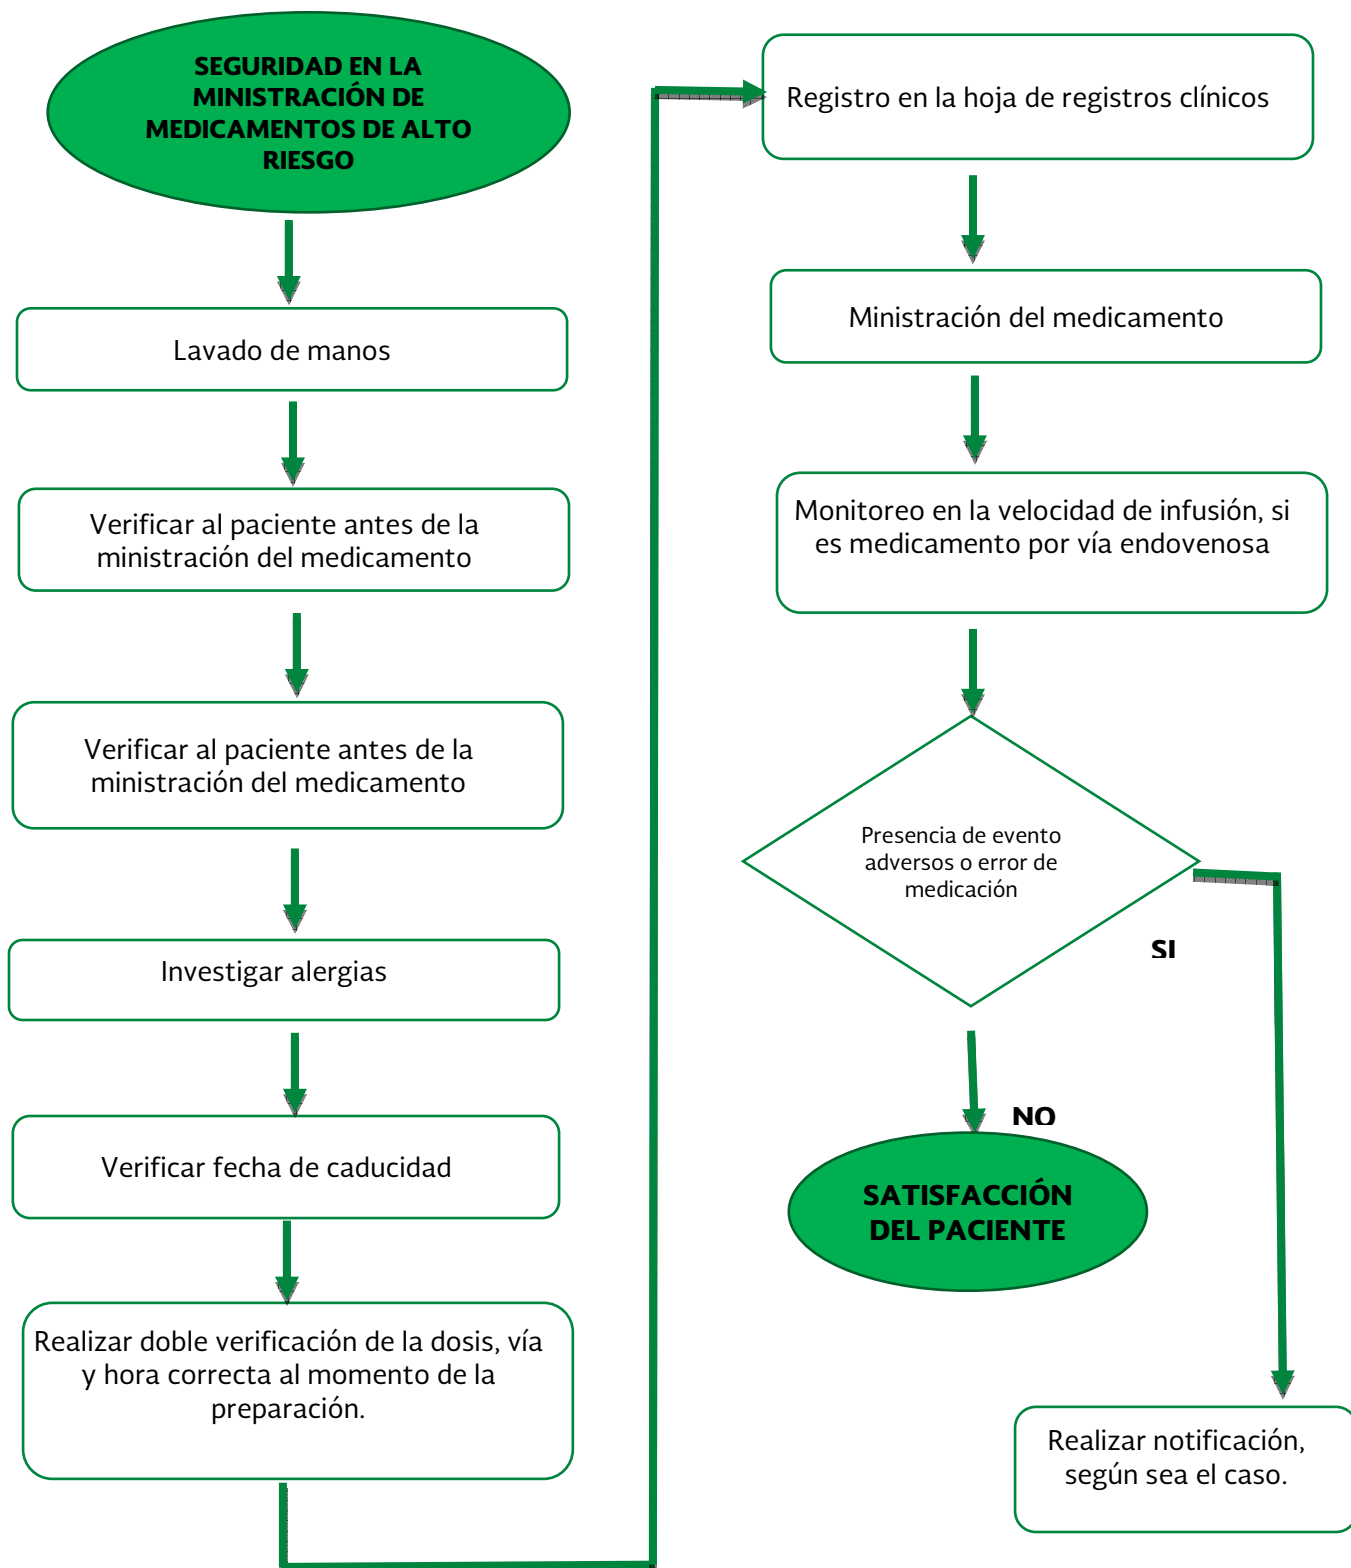 SEGURIDAD EN LA
MINISTRACIÓN DE
MEDICAMENTOS DE ALTO
RIESGO
Lavado de manos
Verificar al paciente antes de la
ministración del medicamento
Verificar al paciente antes de la
ministración del medicamento
Investigar alergias
Verificar fecha de caducidad
Realizar doble verificación de la dosis, vía
y hora correcta al momento de la
preparación.
Registro en la hoja de registros clínicos
Ministración del medicamento
Monitoreo en la velocidad de infusión, si
es medicamento por vía endovenosa
Presencia de evento
adversos o error de
medicación
SI
NO
SATISFACCIÓN
DEL PACIENTE
Realizar notificación,
según sea el caso.